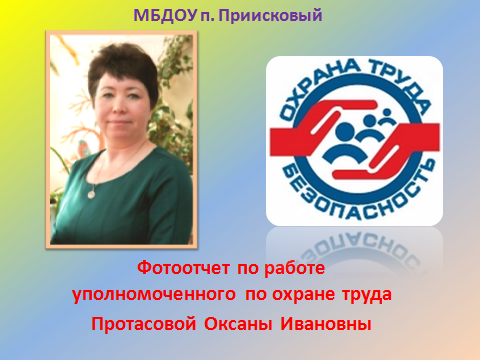 МБДОУ п. Приисковый
ОХРАНА ТРУДА
БЕЗОПАСНОСТЬ
Фотоотчет по работе
уполномоченного по охране труда
Протасовой Оксаны Ивановны